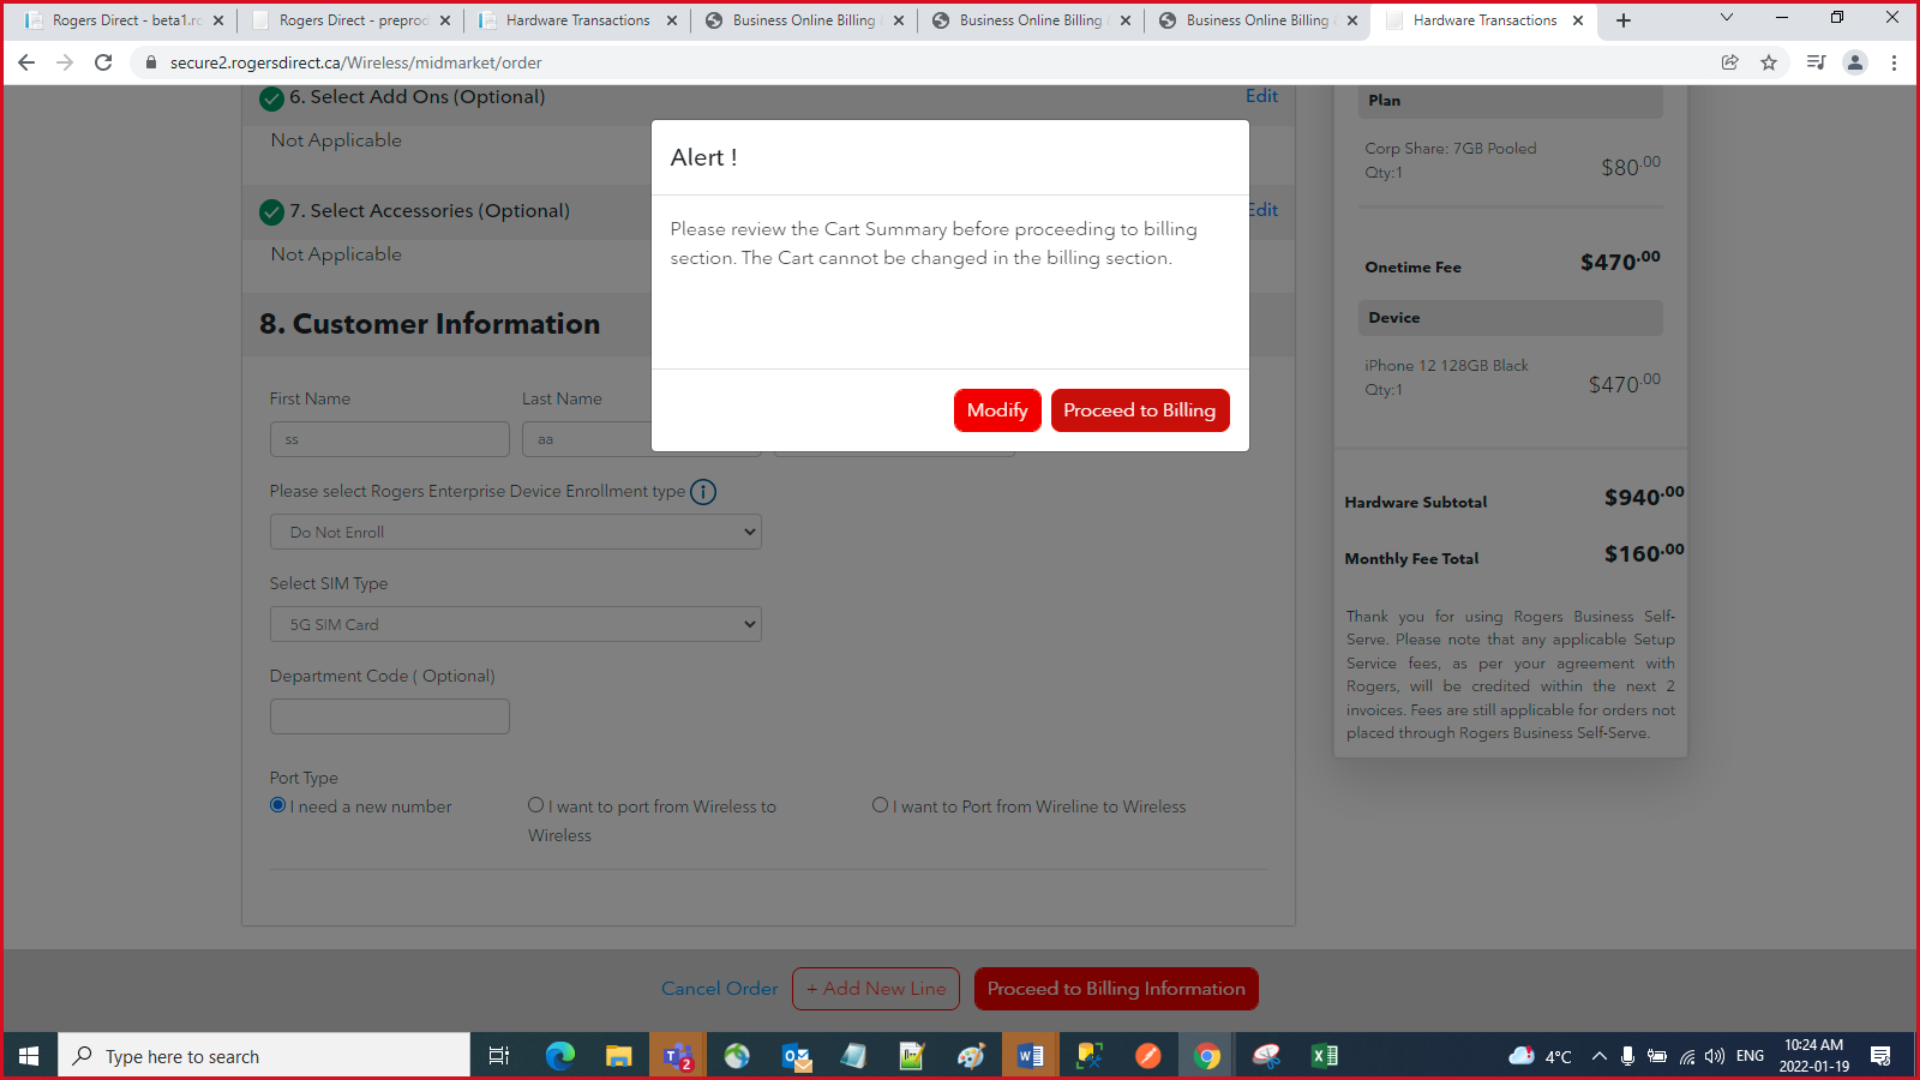 Rogers Direct - beta1.ro
Rogers Direct - preprod
Hardware Transactions
Business Online Billing
Business Online Billing
Business Online Billing
Hardware Transactions
secure2.rogersdirect.ca/Wireless/midmarket/order
6. Select Add Ons (Optional)
Edit
Not Applicable
7. Select Accessories (Optional)
Edit
Not Applicable
8. Customer Information
First Name
Last Name
ss
aa
Please select Rogers Enterprise Device Enrollment type
Do Not Enroll
Select SIM Type
5G SIM Card
Department Code ( Optional)
Port Type
I need a new number
I want to port from Wireless to
Wireless
I want to Port from Wireline to Wireless
Alert !
Please review the Cart Summary before proceeding to billing
section. The Cart cannot be changed in the billing section.
Modify
Proceed to Billing
Plan
Corp Share: 7GB Pooled
Qty:1
$80.00
Onetime Fee
$470.00
Device
iPhone 12 128GB Black
Qty:1
$470.00
Hardware Subtotal
$940.00
Monthly Fee Total
$160.00
Thank you for using Rogers Business Self-
Serve. Please note that any applicable Setup
Service fees, as per your agreement with
Rogers, will be credited within the next 2
invoices. Fees are still applicable for orders not
placed through Rogers Business Self-Serve.
Cancel Order
+ Add New Line
Proceed to Billing Information
Type here to search
2
4°C
ENG
10:24 AM
2022-01-19